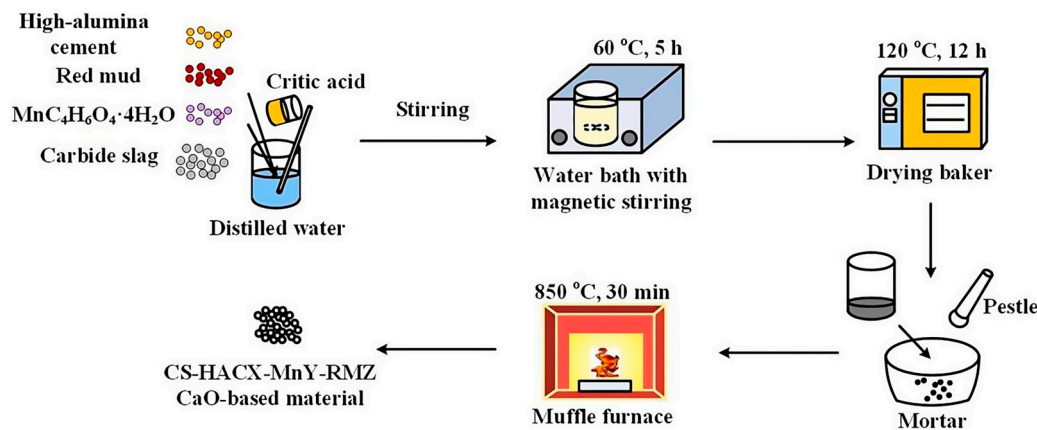 High-alumina
cement
Red mud
MnC₄H₆O₄·4H₂O
Carbide slag
Critic acid
Distilled water
Stirring
60 °C, 5 h
Water bath with
magnetic stirring
120 °C, 12 h
Drying baker
Pestle
Mortar
850 °C, 30 min
Muffle furnace
CS-HACX-MnY-RMZ
CaO-based material